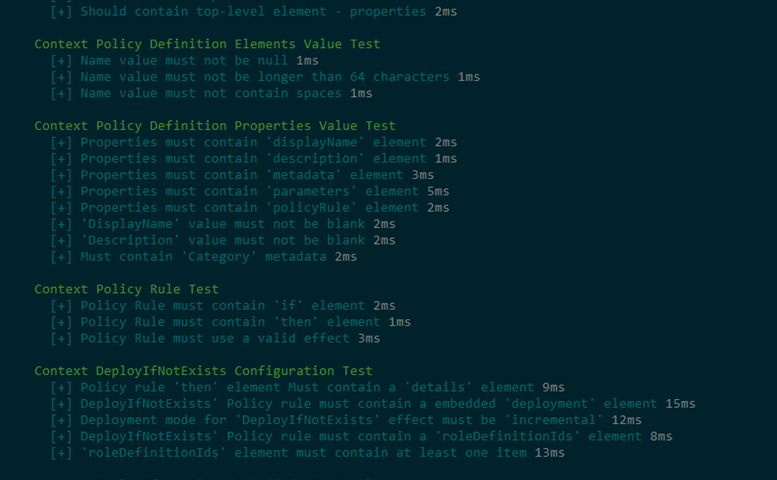 [+] Should contain top-level element - properties 2ms
Context Policy Definition Elements Value Test
[+] Name value must not be null 1ms
[+] Name value must not be longer than 64 characters 1ms
[+] Name value must not contain spaces 1ms
Context Policy Definition Properties Value Test
[+] Properties must contain 'displayName' element 2ms
[+] Properties must contain 'description' element 1ms
[+] Properties must contain 'metadata' element 3ms
[+] Properties must contain 'parameters' element 5ms
[+] Properties must contain 'policyRule' element 2ms
[+] 'DisplayName' value must not be blank 2ms
[+] 'Description' value must not be blank 2ms
[+] Must contain 'Category' metadata 2ms
Context Policy Rule Test
[+] Policy Rule must contain 'if' element 2ms
[+] Policy Rule must contain 'then' element 1ms
[+] Policy Rule must use a valid effect 3ms
Context DeployIfNotExists Configuration Test
[+] Policy rule 'then' element Must contain a 'details' element 9ms
[+] DeployIfNotExists' Policy rule must contain a embedded 'deployment' element 15ms
[+] Deployment mode for 'DeployIfNotExists' effect must be 'incremental' 12ms
[+] DeployIfNotExists' Policy rule must contain a 'roleDefinitionIds' element 8ms
[+] 'roleDefinitionIds' element must contain at least one item 13ms